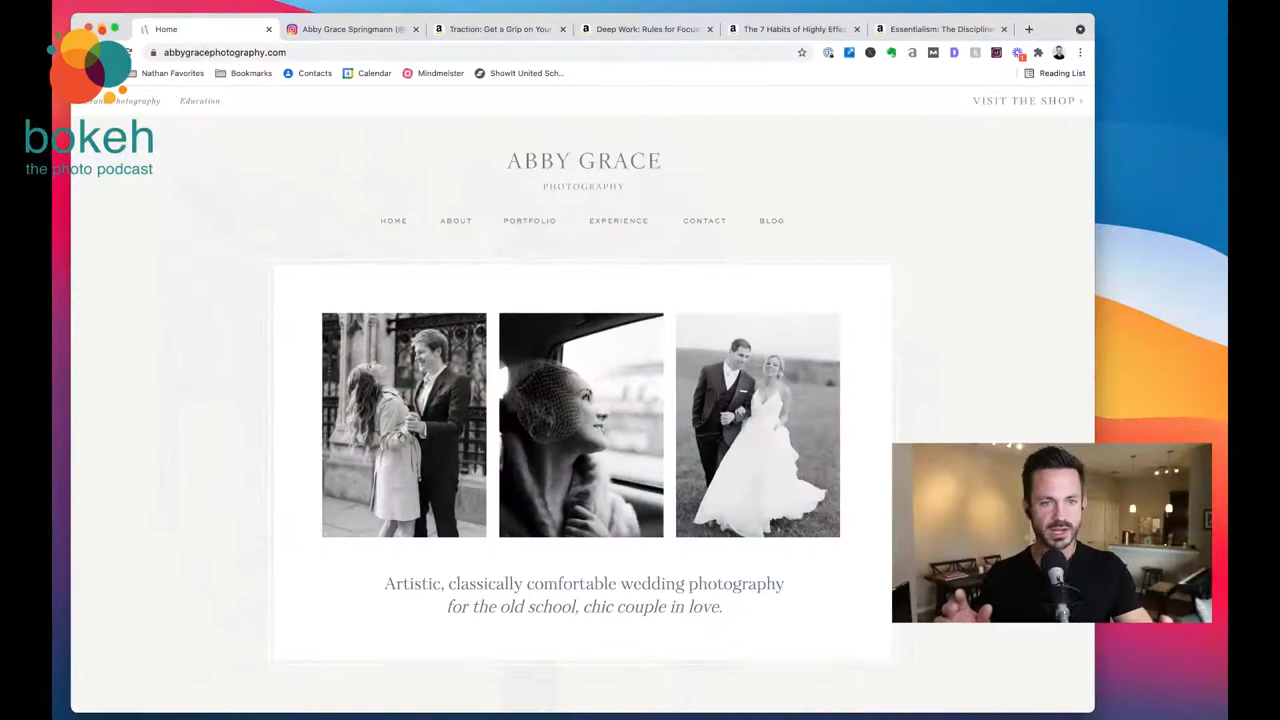 Home
Abby Grace Springmann (@
Traction: Get a Grip on Your
Deep Work: Rules for Focus
The 7 Habits of Highly Effec
Essentialism: The Discipline
abbygracephotography.com
Nathan Favorites
Bookmarks
Contacts
Calendar
Mindmeister
ShowIt United Sch...
Reading List
Photography
Education
VISIT THE SHOP ›
bokeh
the photo podcast
ABBY GRACE
PHOTOGRAPHY
HOME
ABOUT
PORTFOLIO
EXPERIENCE
CONTACT
BLOG
Artistic, classically comfortable wedding photography
for the old school, chic couple in love.